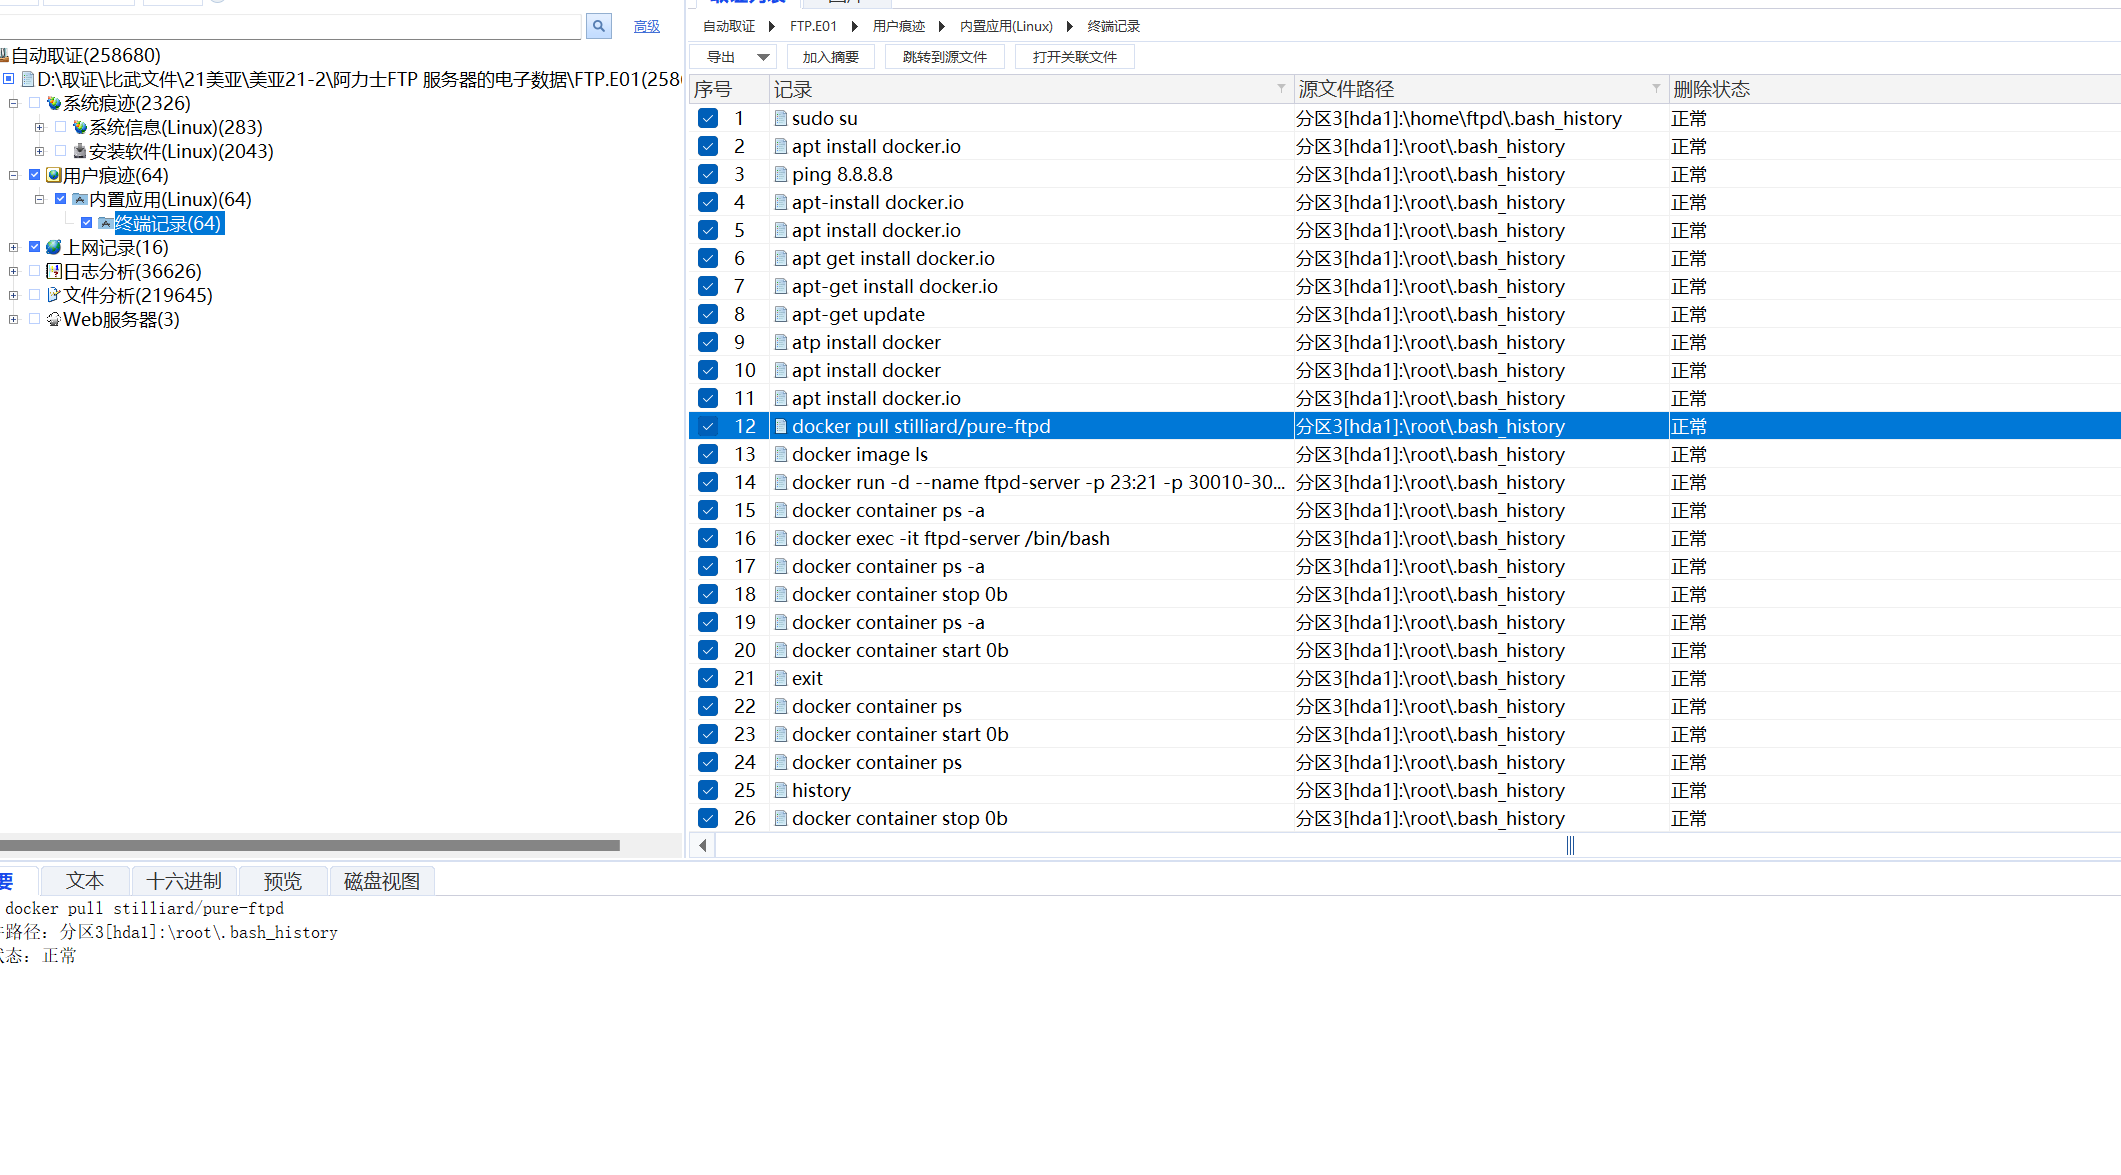 高级
自动取证(258680)
D:\取证\比武文件\21美亚\美亚21-2\阿力士FTP 服务器的电子数据\FTP.E01(258
系统痕迹(2326)
系统信息(Linux)(283)
安装软件(Linux)(2043)
用户痕迹(64)
内置应用(Linux)(64)
终端记录(64)
上网记录(16)
日志分析(36626)
文件分析(219645)
Web服务器(3)
自动取证 FTP.E01 用户痕迹 内置应用(Linux) 终端记录
导出 加入摘要 跳转到源文件 打开关联文件
序号 记录 源文件路径 删除状态
1 sudo su 分区3[hda1]:\home\ftpd\.bash_history 正常
2 apt install docker.io 分区3[hda1]:\root\.bash_history 正常
3 ping 8.8.8.8 分区3[hda1]:\root\.bash_history 正常
4 apt-install docker.io 分区3[hda1]:\root\.bash_history 正常
5 apt install docker.io 分区3[hda1]:\root\.bash_history 正常
6 apt get install docker.io 分区3[hda1]:\root\.bash_history 正常
7 apt-get install docker.io 分区3[hda1]:\root\.bash_history 正常
8 apt-get update 分区3[hda1]:\root\.bash_history 正常
9 atp install docker 分区3[hda1]:\root\.bash_history 正常
10 apt install docker 分区3[hda1]:\root\.bash_history 正常
11 apt install docker.io 分区3[hda1]:\root\.bash_history 正常
12 docker pull stilliard/pure-ftpd 分区3[hda1]:\root\.bash_history 正常
13 docker image ls 分区3[hda1]:\root\.bash_history 正常
14 docker run -d --name ftpd-server -p 23:21 -p 30010-30... 分区3[hda1]:\root\.bash_history 正常
15 docker container ps -a 分区3[hda1]:\root\.bash_history 正常
16 docker exec -it ftpd-server /bin/bash 分区3[hda1]:\root\.bash_history 正常
17 docker container ps -a 分区3[hda1]:\root\.bash_history 正常
18 docker container stop 0b 分区3[hda1]:\root\.bash_history 正常
19 docker container ps -a 分区3[hda1]:\root\.bash_history 正常
20 docker container start 0b 分区3[hda1]:\root\.bash_history 正常
21 exit 分区3[hda1]:\root\.bash_history 正常
22 docker container ps 分区3[hda1]:\root\.bash_history 正常
23 docker container start 0b 分区3[hda1]:\root\.bash_history 正常
24 docker container ps 分区3[hda1]:\root\.bash_history 正常
25 history 分区3[hda1]:\root\.bash_history 正常
26 docker container stop 0b 分区3[hda1]:\root\.bash_history 正常
要 文本 十六进制 预览 磁盘视图
docker pull stilliard/pure-ftpd
路径: 分区3[hda1]:\root\.bash_history
态: 正常